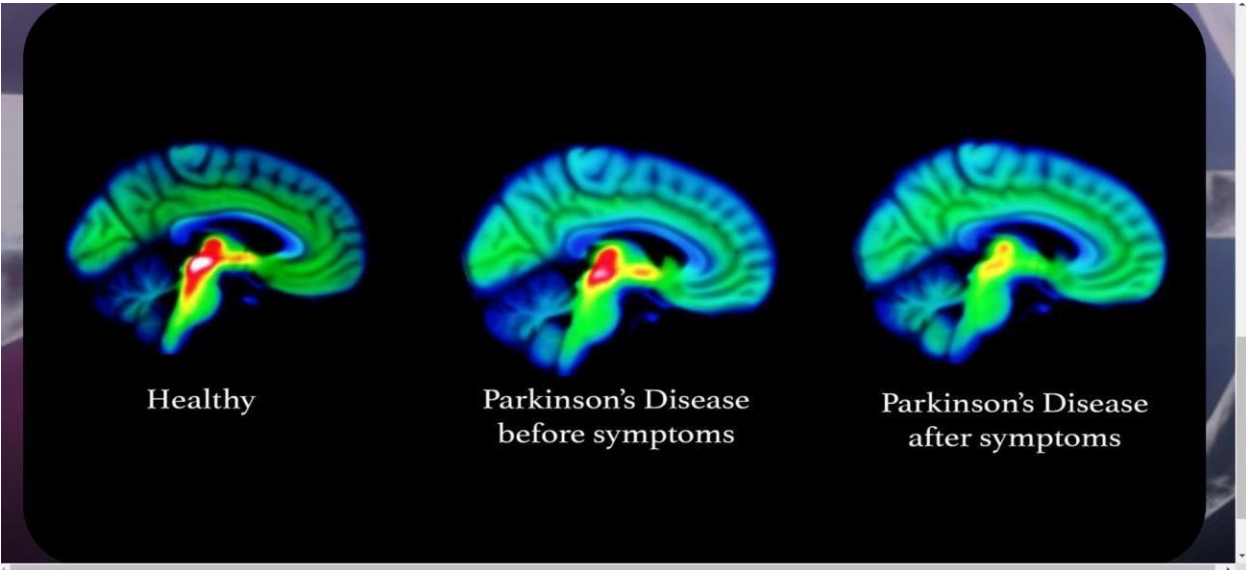 Healthy
Parkinson's Disease
before symptoms
Parkinson's Disease
after symptoms